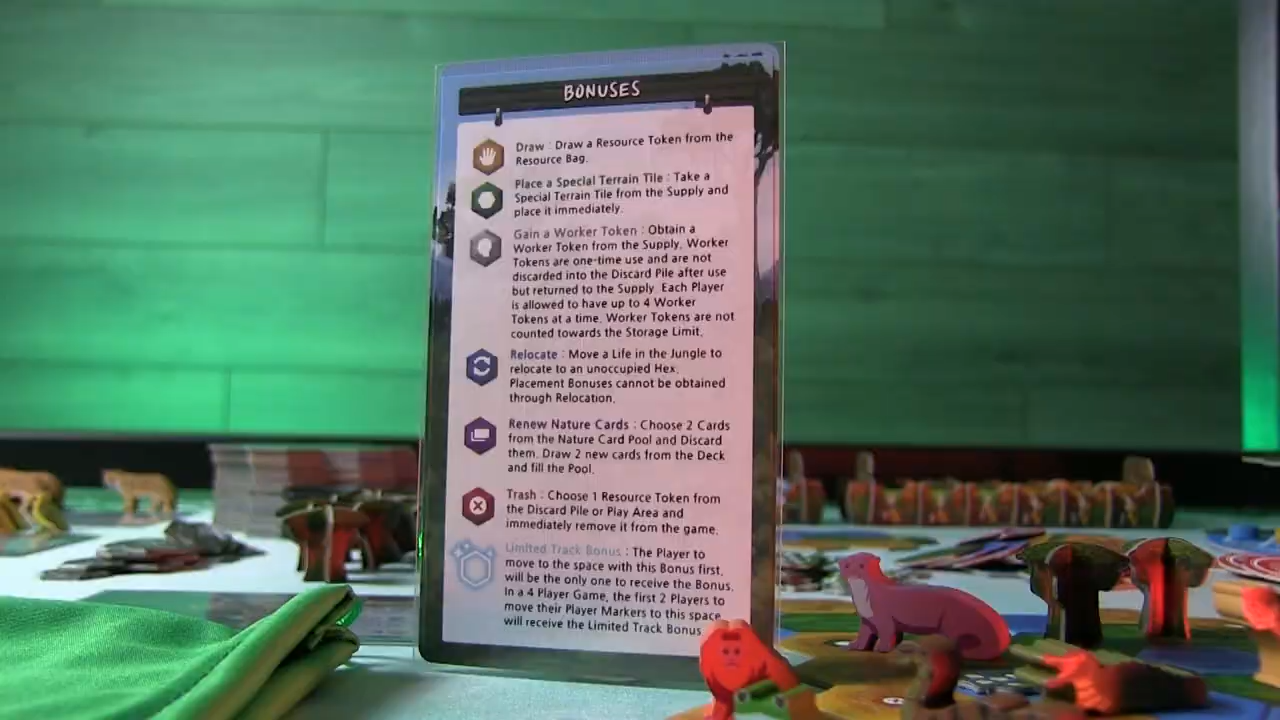 BONUSES
Draw : Draw a Resource Token from the
Resource Bag.
Place a Special Terrain Tile : Take a
Special Terrain Tile from the Supply and
place it immediately.
Gain a Worker Token : Obtain a
Worker Token from the Supply. Worker
Tokens are one-time use and are not
discarded into the Discard Pile after use
but returned to the Supply. Each Player
is allowed to have up to 4 Worker
Tokens at a time. Worker Tokens are not
counted towards the Storage Limit.
Relocate : Move a Life in the Jungle to
relocate to an unoccupied Hex.
Placement Bonuses cannot be obtained
through Relocation.
Renew Nature Cards : Choose 2 Cards
from the Nature Card Pool and Discard
them. Draw 2 new cards from the Deck
and fill the Pool.
Trash : Choose 1 Resource Token from
the Discard Pile or Play Area and
immediately remove it from the game.
Limited Track Bonus : The Player to
move to the space with this Bonus first,
will be the only one to receive the Bonus.
In a 4 Player Game, the first 2 Players to
move their Player Markers to this space
will receive the Limited Track Bonus